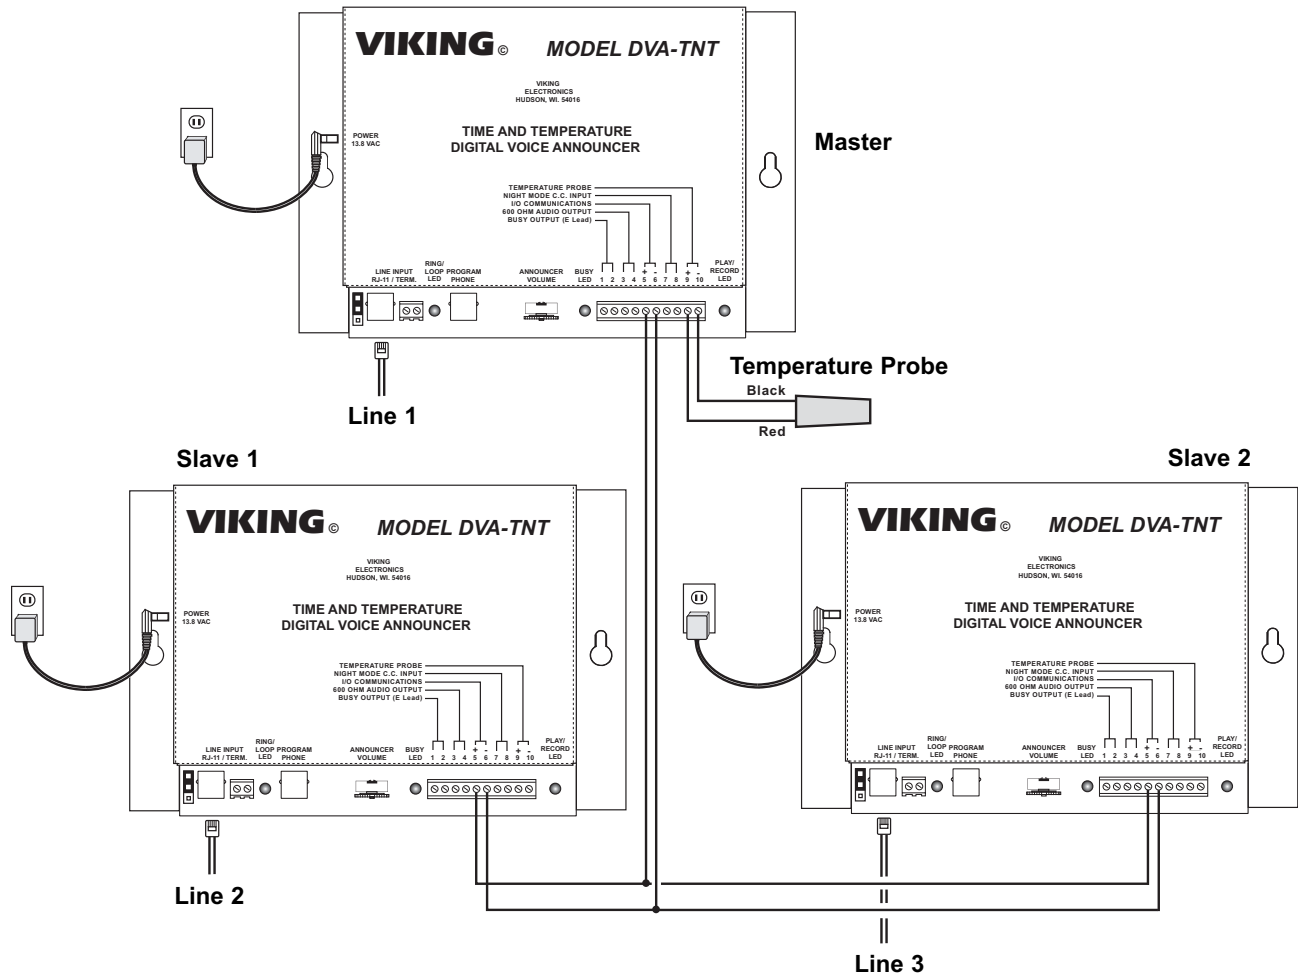 VIKING ©
MODEL DVA-TNT
VIKING
ELECTRONICS
HUDSON, WI. 54016
POWER
13.8 VAC
TIME AND TEMPERATURE
DIGITAL VOICE ANNOUNCER
Master
TEMPERATURE PROBE
NIGHT MODE C.C. INPUT
I/O COMMUNICATIONS
600 OHM AUDIO OUTPUT
BUSY OUTPUT (E Lead)
LINE INPUT
RJ-11 / TERM.
RING/
LOOP
LED
PROGRAM
PHONE
ANNOUNCER
VOLUME
BUSY
LED
+ - + -
1 2 3 4 5 6 7 8 9 10
PLAY/
RECORD
LED
Line 1
Temperature Probe
Black
Red
Slave 1
VIKING ©
MODEL DVA-TNT
VIKING
ELECTRONICS
HUDSON, WI. 54016
POWER
13.8 VAC
TIME AND TEMPERATURE
DIGITAL VOICE ANNOUNCER
TEMPERATURE PROBE
NIGHT MODE C.C. INPUT
I/O COMMUNICATIONS
600 OHM AUDIO OUTPUT
BUSY OUTPUT (E Lead)
LINE INPUT
RJ-11 / TERM.
RING/
LOOP
LED
PROGRAM
PHONE
ANNOUNCER
VOLUME
BUSY
LED
+ - + -
1 2 3 4 5 6 7 8 9 10
PLAY/
RECORD
LED
Line 2
Slave 2
VIKING ©
MODEL DVA-TNT
VIKING
ELECTRONICS
HUDSON, WI. 54016
POWER
13.8 VAC
TIME AND TEMPERATURE
DIGITAL VOICE ANNOUNCER
TEMPERATURE PROBE
NIGHT MODE C.C. INPUT
I/O COMMUNICATIONS
600 OHM AUDIO OUTPUT
BUSY OUTPUT (E Lead)
LINE INPUT
RJ-11 / TERM.
RING/
LOOP
LED
PROGRAM
PHONE
ANNOUNCER
VOLUME
BUSY
LED
+ - + -
1 2 3 4 5 6 7 8 9 10
PLAY/
RECORD
LED
Line 3